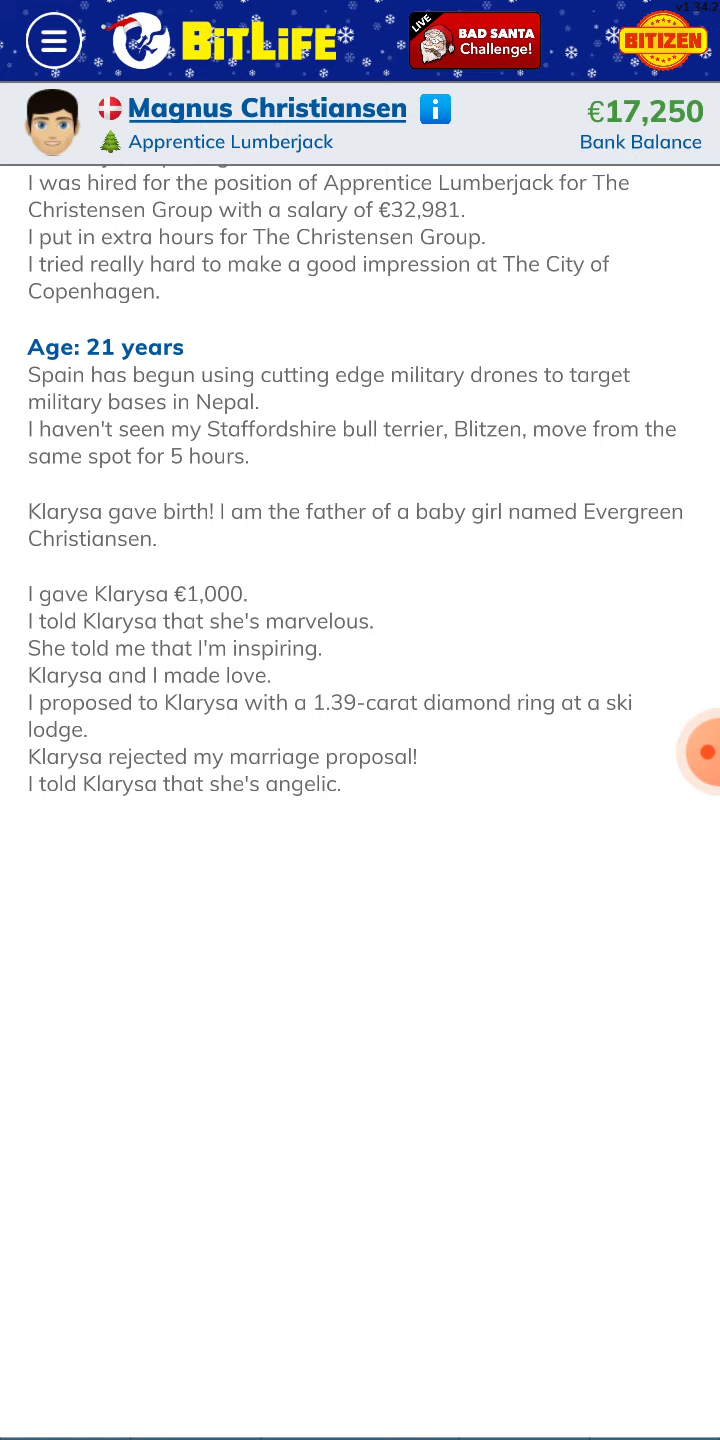 v1.34.2
LIVE
BITLIFE
BAD SANTA
Challenge!
BITIZEN
Magnus Christiansen
i
€17,250
Apprentice Lumberjack
Bank Balance
I was hired for the position of Apprentice Lumberjack for The
Christensen Group with a salary of €32,981.
I put in extra hours for The Christensen Group.
I tried really hard to make a good impression at The City of
Copenhagen.
Age: 21 years
Spain has begun using cutting edge military drones to target
military bases in Nepal.
I haven't seen my Staffordshire bull terrier, Blitzen, move from the
same spot for 5 hours.
Klarysa gave birth! I am the father of a baby girl named Evergreen
Christiansen.
I gave Klarysa €1,000.
I told Klarysa that she's marvelous.
She told me that I'm inspiring.
Klarysa and I made love.
I proposed to Klarysa with a 1.39-carat diamond ring at a ski
lodge.
Klarysa rejected my marriage proposal!
I told Klarysa that she's angelic.